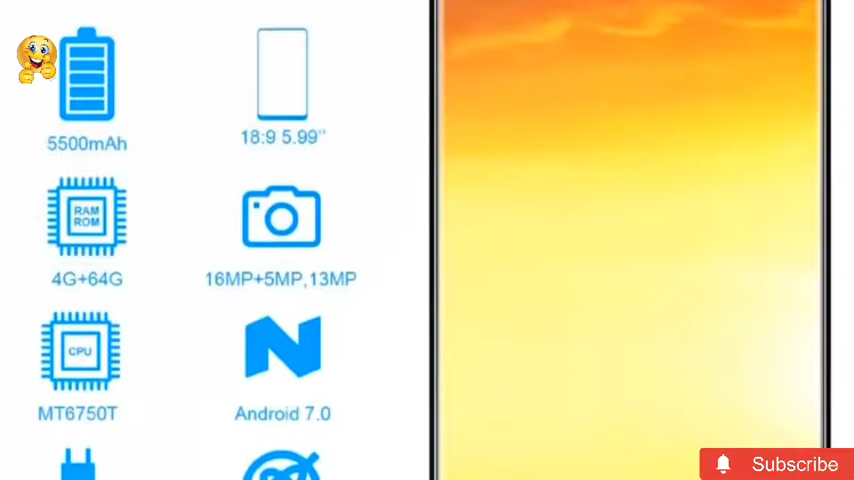 5500mAh
18:9 5.99''
RAM
ROM
4G+64G
16MP+5MP,13MP
CPU
MT6750T
Android 7.0
Subscribe